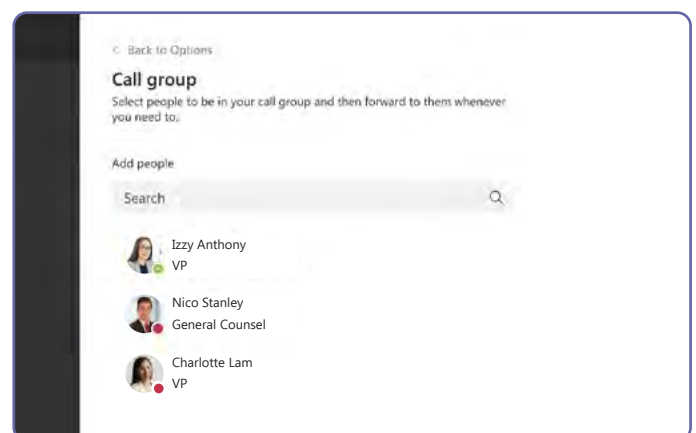 < Back to Options
Call group
Select people to be in your call group and then forward to them whenever
you need to.
Add people
Search
Izzy Anthony
VP
Nico Stanley
General Counsel
Charlotte Lam
VP